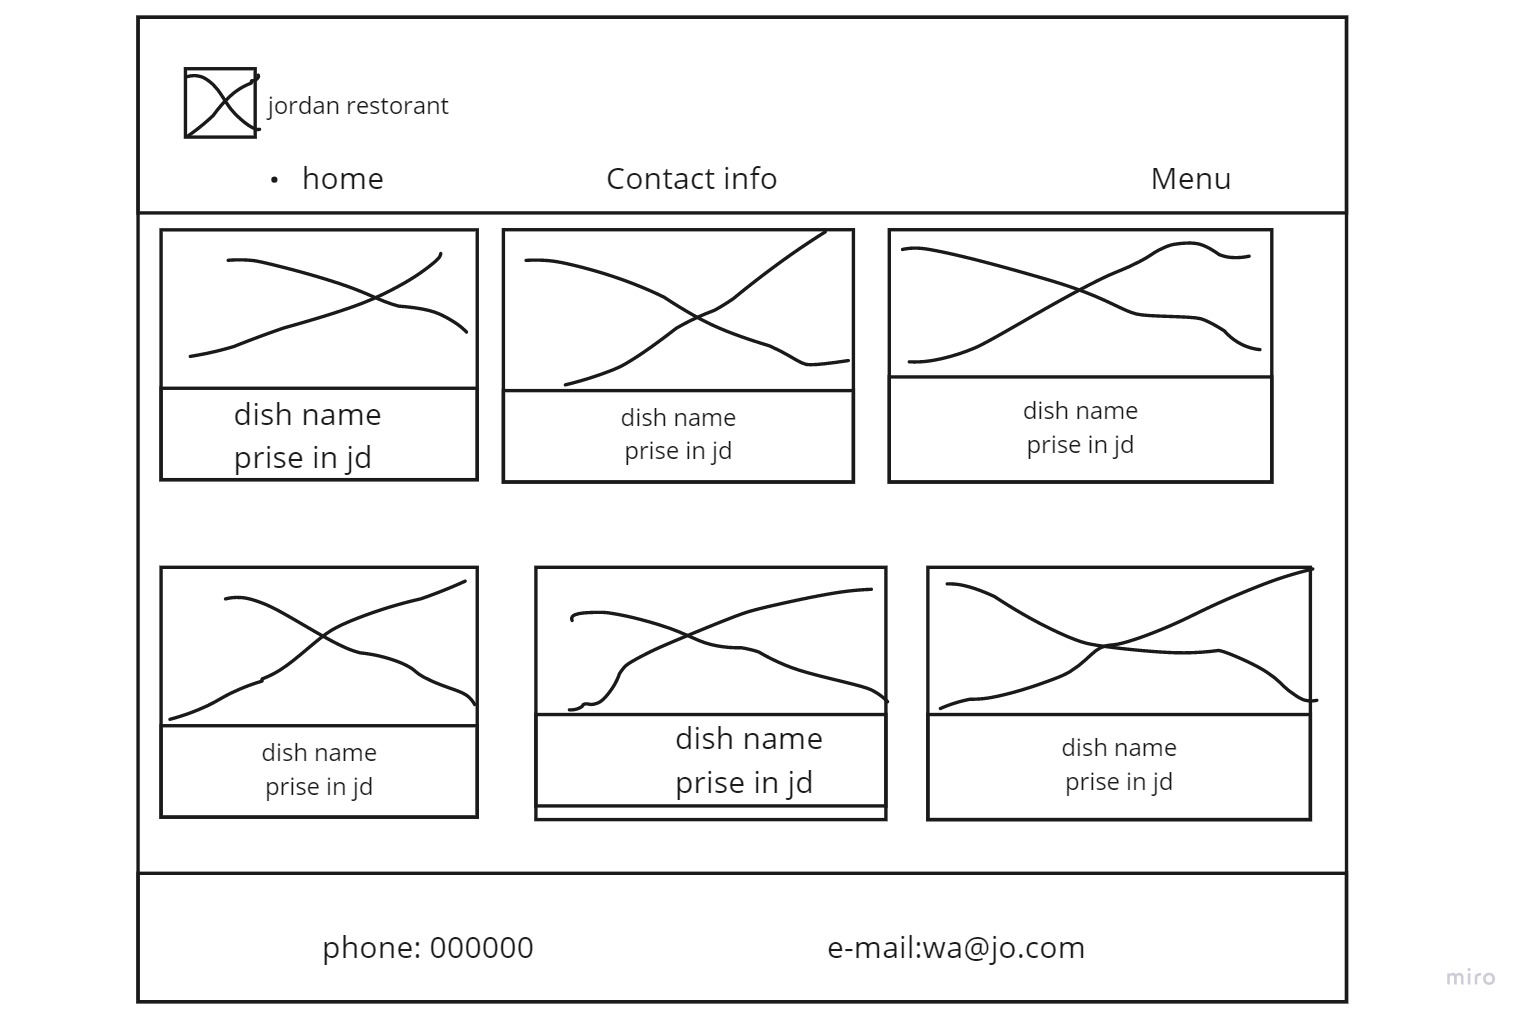 jordan restorant
• home Contact info Menu
dish name
prise in jd
dish name
prise in jd
dish name
prise in jd
dish name
prise in jd
dish name
prise in jd
dish name
prise in jd
phone: 000000 e-mail:wa@jo.com
miro